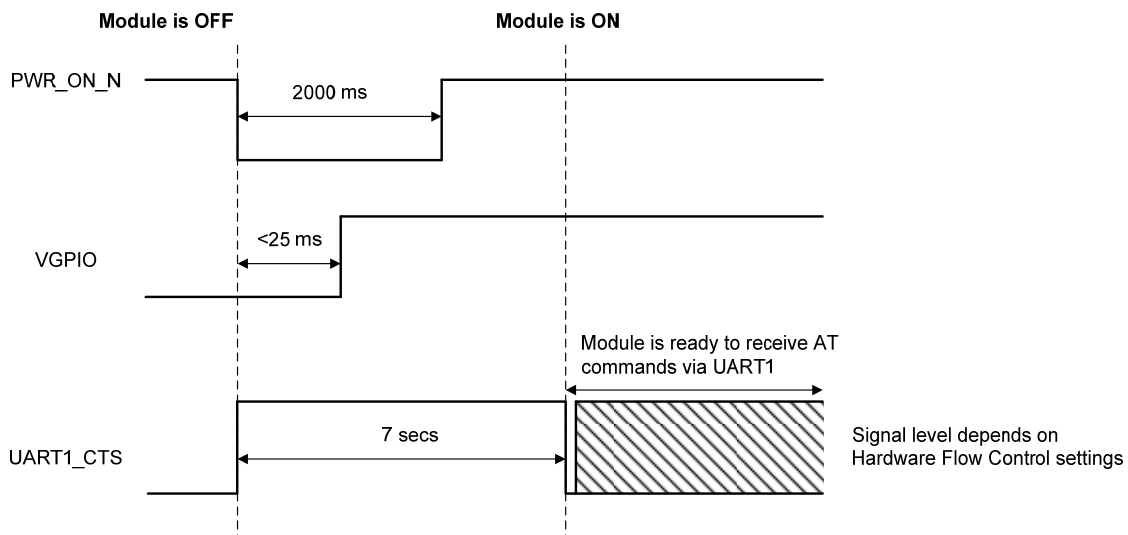 Module is OFF
Module is ON
PWR_ON_N
2000 ms
<25 ms
VGPIO
Module is ready to receive AT
commands via UART1
7 secs
UART1_CTS
Signal level depends on
Hardware Flow Control settings